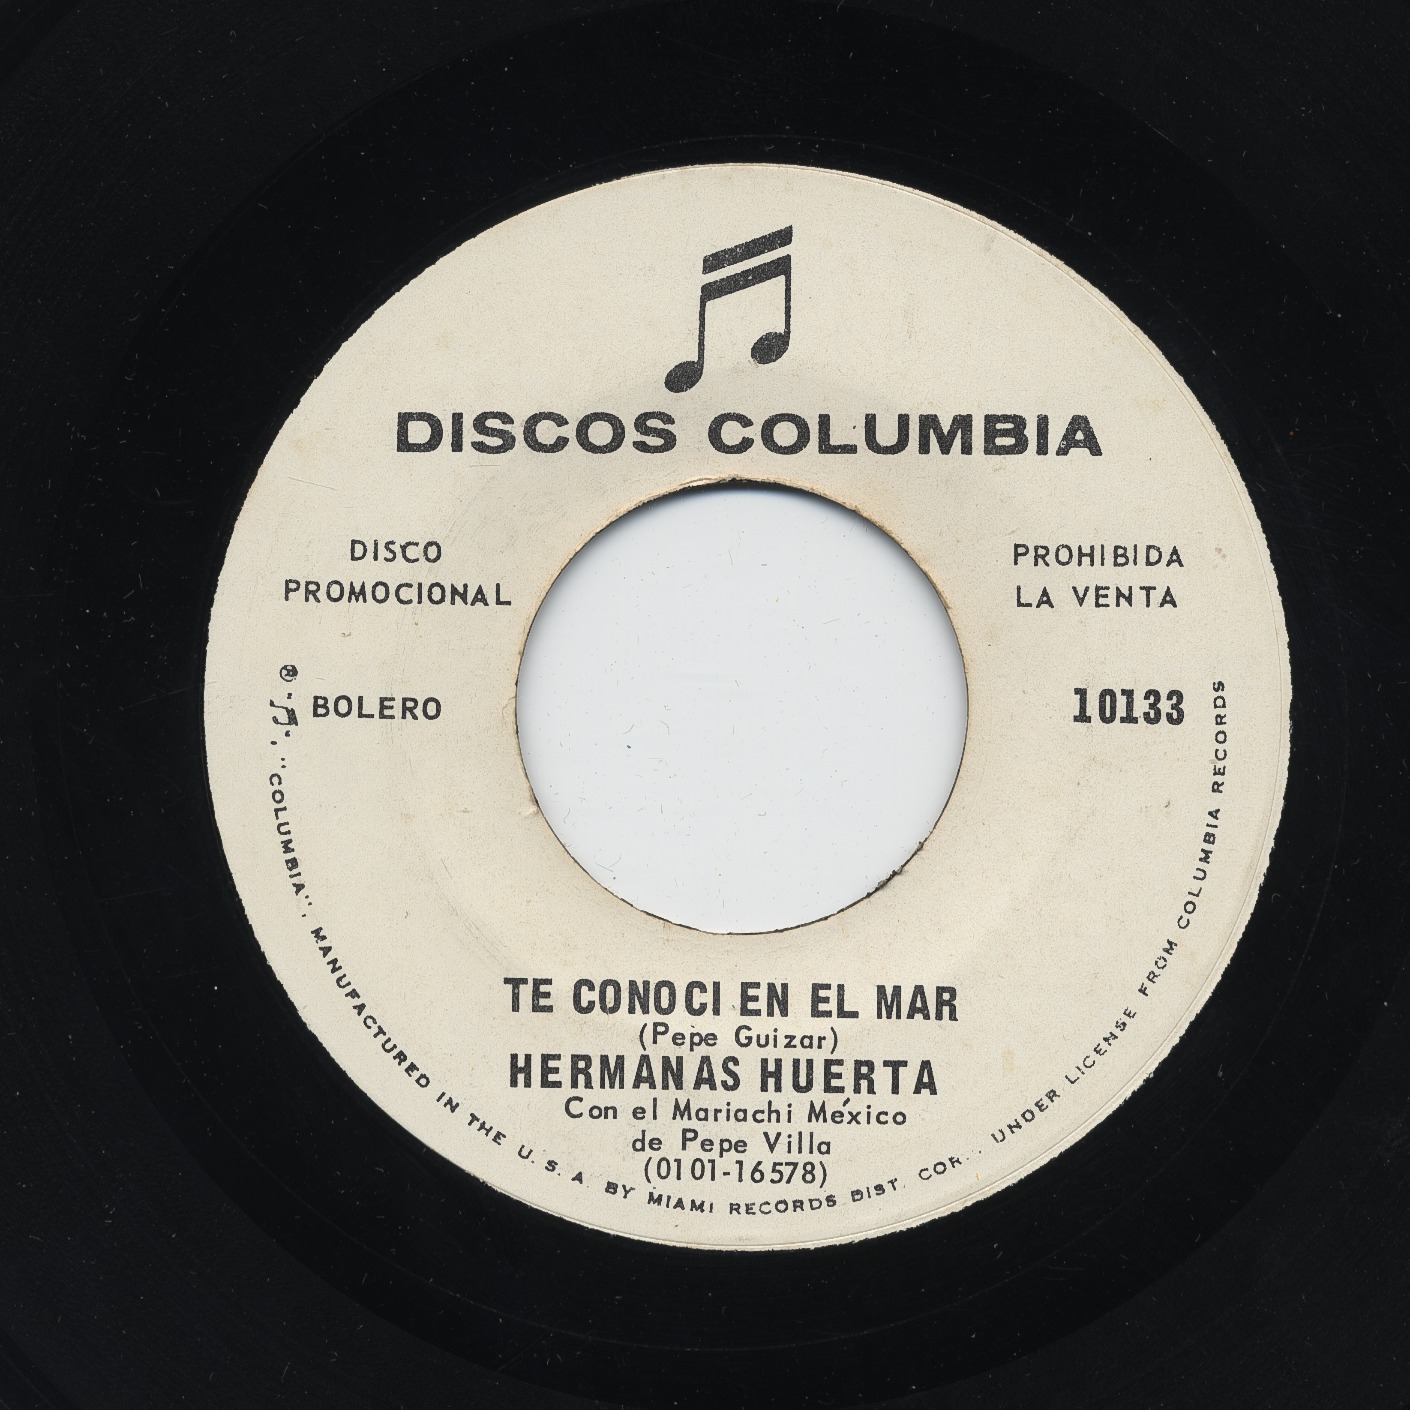 DISCOS COLUMBIA
DISCO
PROMOCIONAL
PROHIBIDA
LA VENTA
BOLERO
10133
TE CONOCI EN EL MAR
(Pepe Guizar)
HERMANAS HUERTA
Con el Mariachi México
de Pepe Villa
(0101-16578)
® "♫", "COLUMBIA", MANUFACTURED IN THE U. S. A. BY MIAMI RECORDS DIST. COR.. UNDER LICENSE FROM COLUMBIA RECORDS